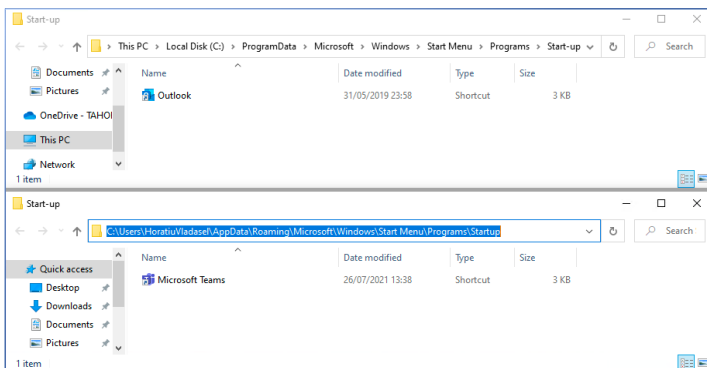 Start-up
This PC > Local Disk (C:) > ProgramData > Microsoft > Windows > Start Menu > Programs > Start-up
Search
Documents
Pictures
OneDrive - TAHO
This PC
Network
Name Date modified Type Size
Outlook 31/05/2019 23:58 Shortcut 3 KB
1 item
Start-up
C:\Users\HoratiuVladasel\AppData\Roaming\Microsoft\Windows\Start Menu\Programs\Startup
Search
Quick access
Desktop
Downloads
Documents
Pictures
Name Date modified Type Size
Microsoft Teams 26/07/2021 13:38 Shortcut 3 KB
1 item